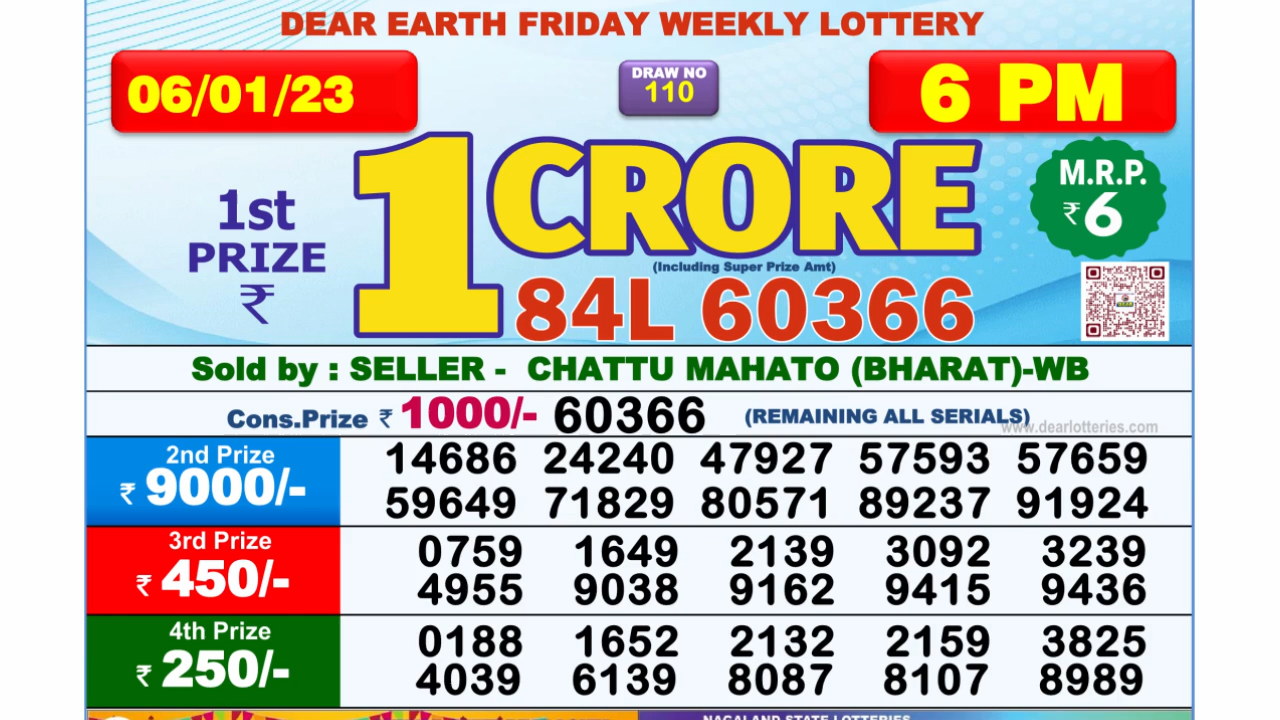 DEAR EARTH FRIDAY WEEKLY LOTTERY
06/01/23
DRAW NO
110
6 PM
1st
PRIZE
₹
1 CRORE
(Including Super Prize Amt)
84L 60366
M.R.P.
₹ 6
Sold by : SELLER - CHATTU MAHATO (BHARAT)-WB
Cons.Prize ₹ 1000/- 60366 (REMAINING ALL SERIALS)
www.dearlotteries.com
2nd Prize
₹ 9000/-
14686 24240 47927 57593 57659
59649 71829 80571 89237 91924
3rd Prize
₹ 450/-
0759 1649 2139 3092 3239
4955 9038 9162 9415 9436
4th Prize
₹ 250/-
0188 1652 2132 2159 3825
4039 6139 8087 8107 8989
NAGALAND STATE LOTTERIES